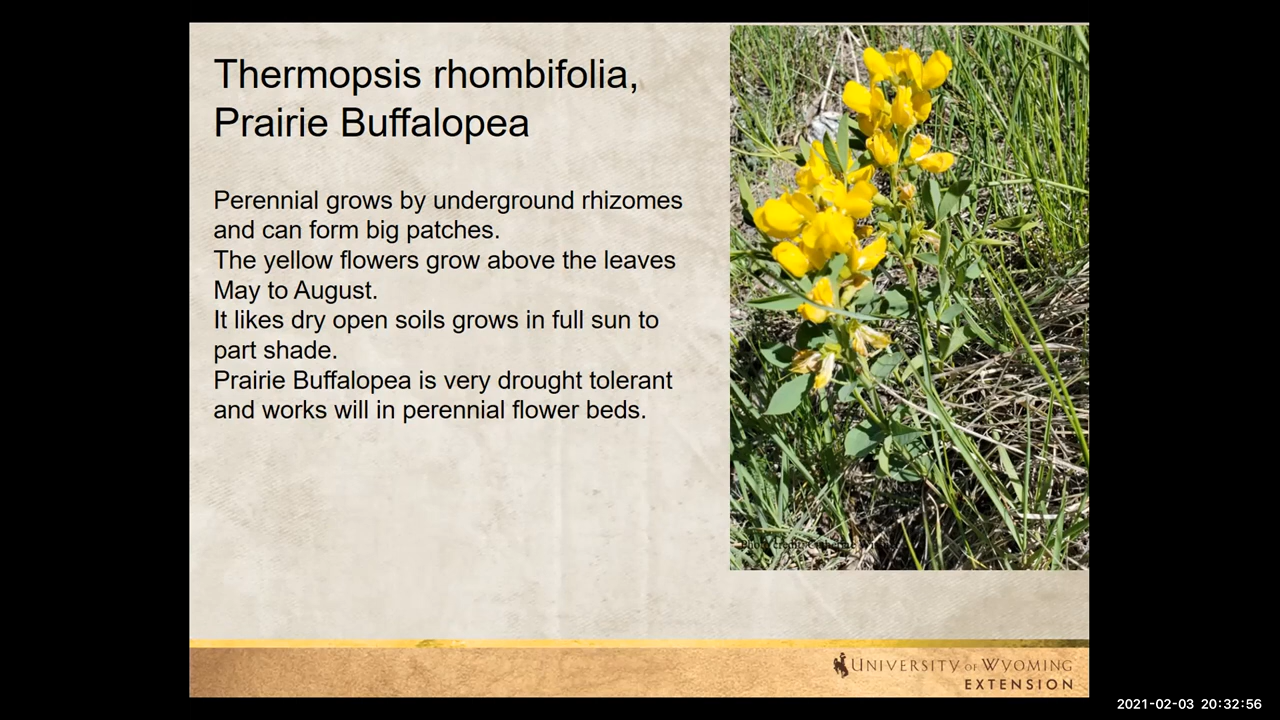 Thermopsis rhombifolia,
Prairie Buffalopea
Perennial grows by underground rhizomes
and can form big patches.
The yellow flowers grow above the leaves
May to August.
It likes dry open soils grows in full sun to
part shade.
Prairie Buffalopea is very drought tolerant
and works will in perennial flower beds.
UNIVERSITY OF WYOMING
EXTENSION
2021-02-03 20:32:56